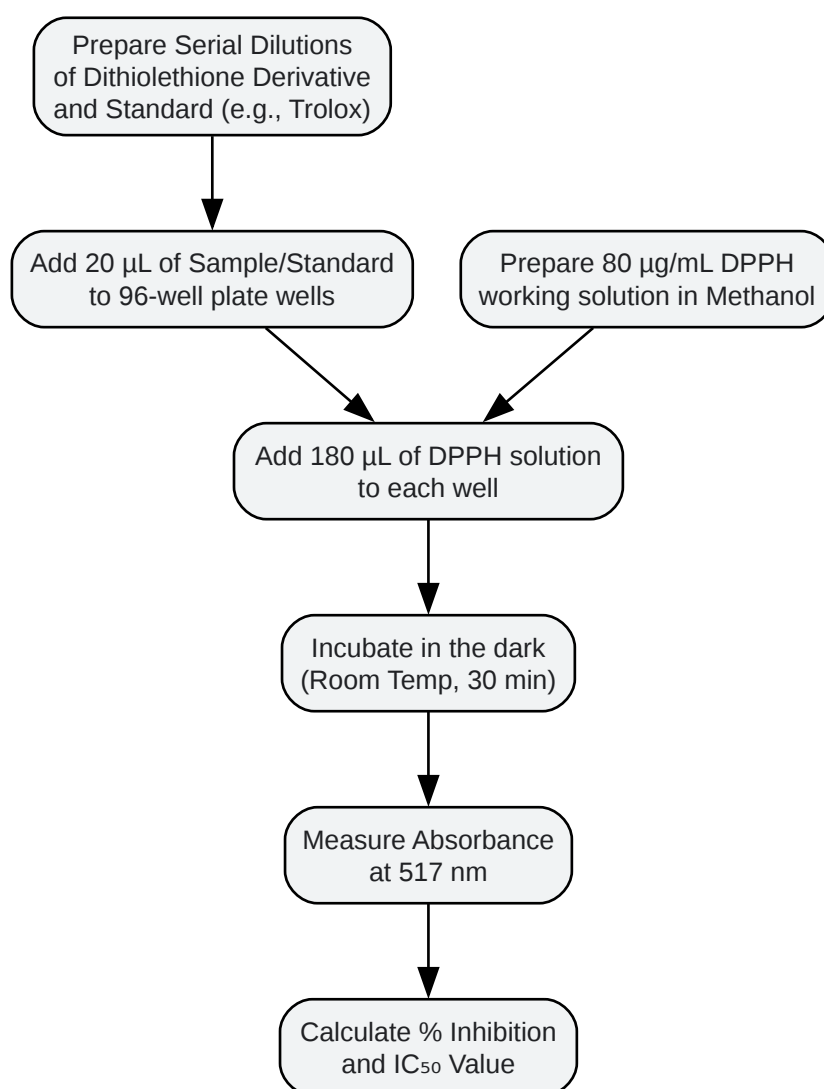 Prepare Serial Dilutions
of Dithiolethione Derivative
and Standard (e.g., Trolox)
Add 20 µL of Sample/Standard
to 96-well plate wells
Prepare 80 µg/mL DPPH
working solution in Methanol
Add 180 µL of DPPH solution
to each well
Incubate in the dark
(Room Temp, 30 min)
Measure Absorbance
at 517 nm
Calculate % Inhibition
and IC₅₀ Value